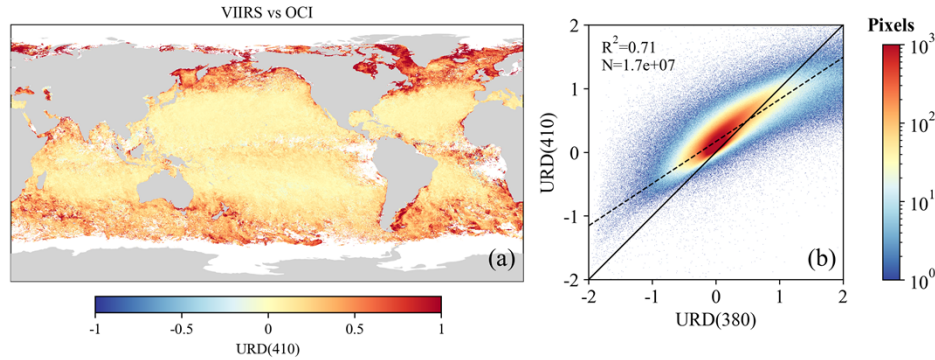 VIIRS vs OCI
(a)
-1 -0.5 0 0.5 1
URD(410)
R²=0.71
N=1.7e+07
2
1
0
-1
-2
URD(410)
(b)
-2 -1 0 1 2
URD(380)
Pixels
10³
10²
10¹
10⁰